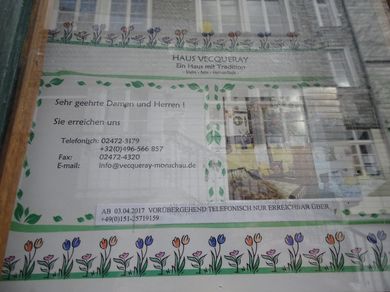 HAUS VECQUERAY
Ein Haus mit Tradition
Sehr geehrte Damen und Herren !
Sie erreichen uns
Telefonisch: 02472-3179
+32(0)496-566 857
Fax: 02472-4320
E-mail: info@vecqueray-monschau.de
AB 03.04.2017 VORÜBERGEHEND TELEFONISCH NUR ERREICHBAR ÜBER
+49(0)151-25719159